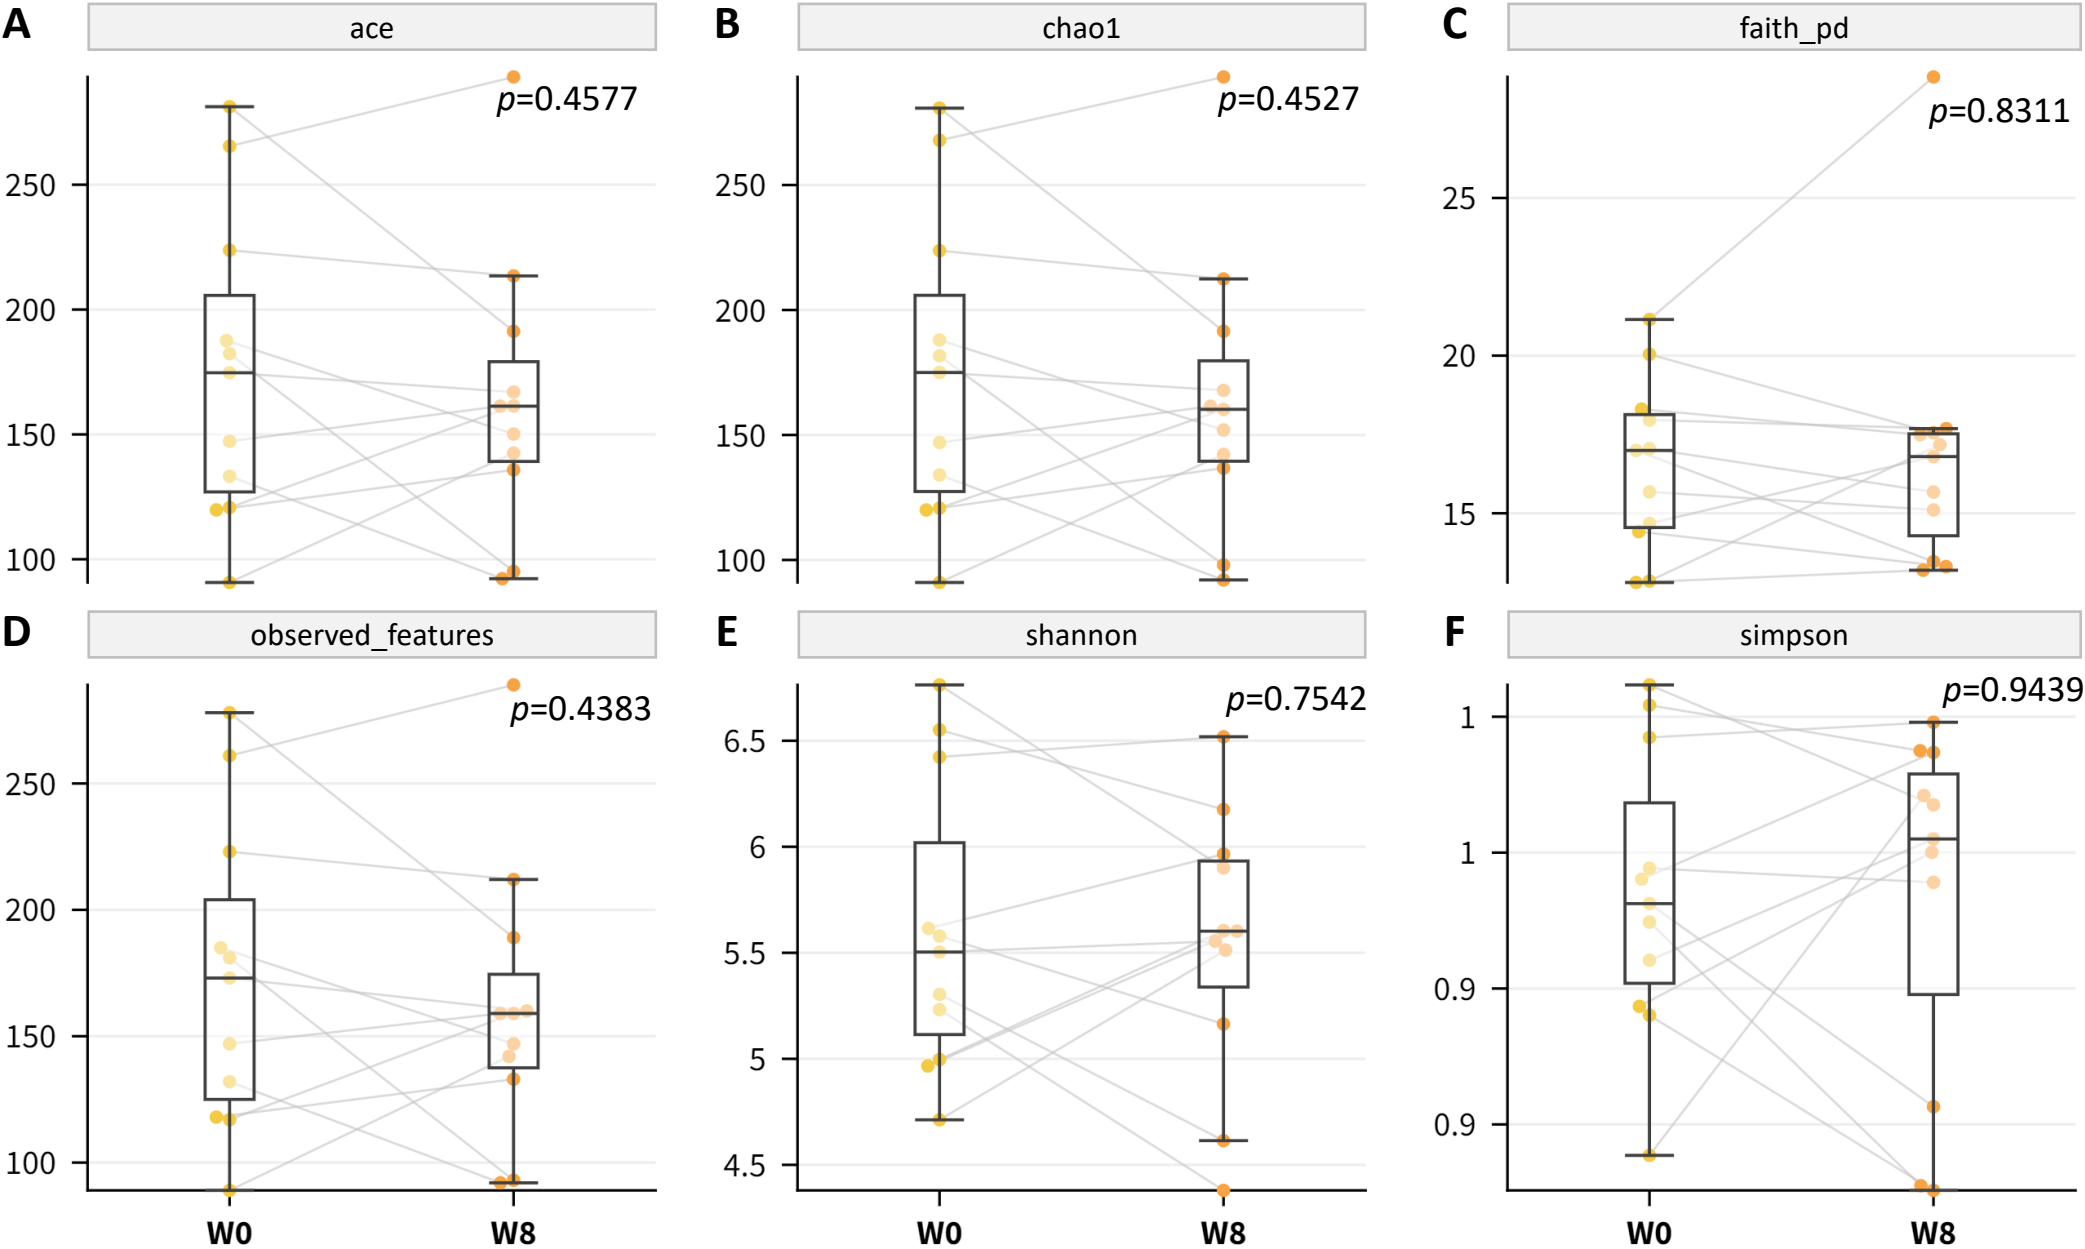 A ace B chao1 C faith_pd
p=0.4577 p=0.4527 p=0.8311
250 250 25
200 200 20
150 150 15
100 100
D observed_features E shannon F simpson
p=0.4383 p=0.7542 p=0.9439
250 6.5 1
200 6 1
150 5.5 0.9
100 5 0.9
4.5
W0 W8 W0 W8 W0 W8